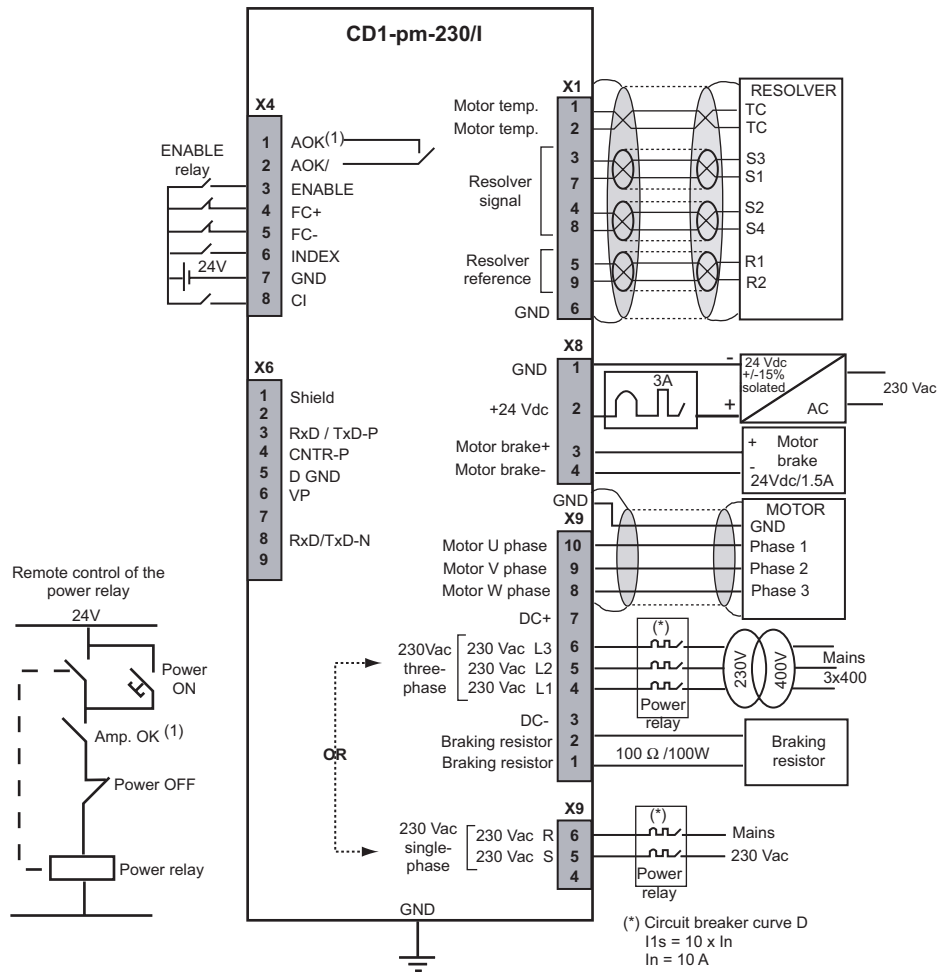 CD1-pm-230/I
X4
1 AOK(1)
2 AOK/
3 ENABLE
4 FC+
5 FC-
6 INDEX
7 GND
8 CI
ENABLE
relay
24V
X6
1 Shield
2
3 RxD / TxD-P
4 CNTR-P
5 D GND
6 VP
7
8 RxD/TxD-N
9
Remote control of the
power relay
24V
Power
ON
Amp. OK (1)
Power OFF
Power relay
OR
GND
X1
Motor temp. 1
Motor temp. 2
Resolver
signal
3
7
4
8
Resolver
reference
5
9
GND 6
RESOLVER
TC
TC
S3
S1
S2
S4
R1
R2
X8
GND 1
+24 Vdc 2
Motor brake+ 3
Motor brake- 4
3A
-
+
24 Vdc
+/-15%
solated
AC
230 Vac
+ Motor
brake
-
24Vdc/1.5A
GND
X9
Motor U phase 10
Motor V phase 9
Motor W phase 8
DC+ 7
230Vac
three-
phase
230 Vac L3 6
230 Vac L2 5
230 Vac L1 4
DC- 3
Braking resistor 2
Braking resistor 1
MOTOR
GND
Phase 1
Phase 2
Phase 3
(*)
Power
relay
230V
400V
Mains
3x400
100 Ω /100W
Braking
resistor
X9
230 Vac
single-
phase
230 Vac R 6
230 Vac S 5
4
(*)
Power
relay
Mains
230 Vac
(*) Circuit breaker curve D
I1s = 10 x In
In = 10 A